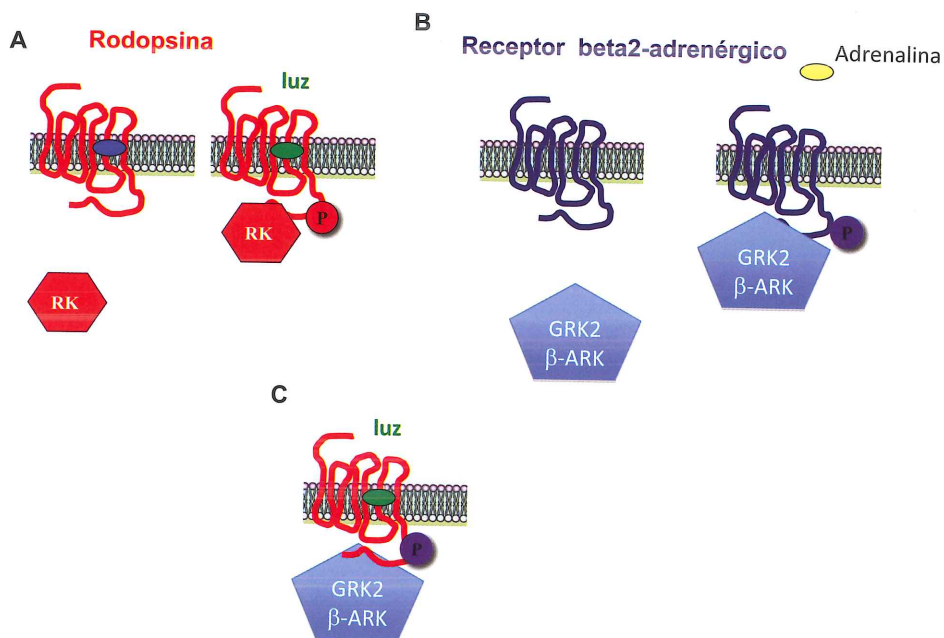 A
Rodopsina
luz
RK
P
RK
B
Receptor beta2-adrenérgico
Adrenalina
P
GRK2
β-ARK
GRK2
β-ARK
C
luz
P
GRK2
β-ARK